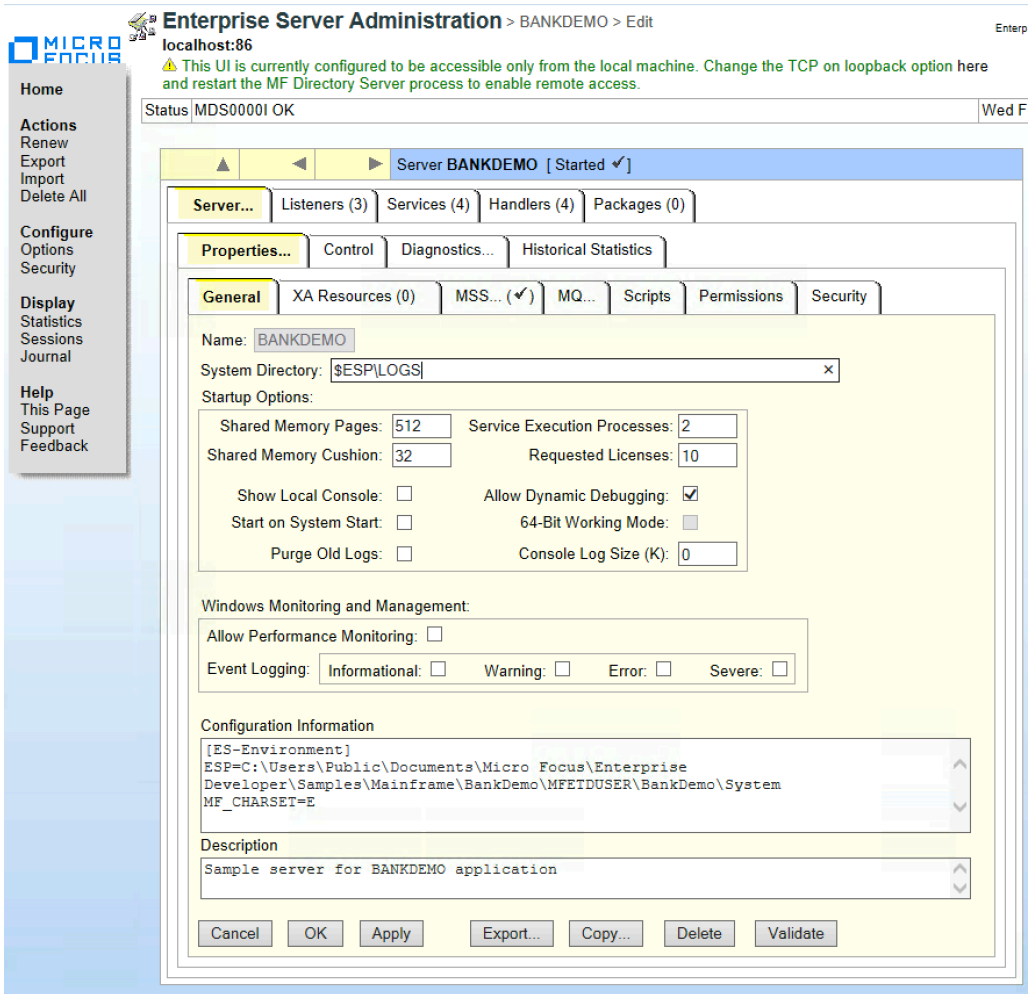 Enterprise Server Administration > BANKDEMO > Edit
Enterp
MICRO
FOCUS
localhost:86
This UI is currently configured to be accessible only from the local machine. Change the TCP on loopback option here
and restart the MF Directory Server process to enable remote access.
Status MDS0000I OK
Wed F
Home
Actions
Renew
Export
Import
Delete All
Configure
Options
Security
Display
Statistics
Sessions
Journal
Help
This Page
Support
Feedback
Server BANKDEMO [ Started ✓]
Server... Listeners (3) Services (4) Handlers (4) Packages (0)
Properties... Control Diagnostics... Historical Statistics
General XA Resources (0) MSS... (✓) MQ... Scripts Permissions Security
Name: BANKDEMO
System Directory: $ESP\LOGS ×
Startup Options:
Shared Memory Pages: 512 Service Execution Processes: 2
Shared Memory Cushion: 32 Requested Licenses: 10
Show Local Console: Allow Dynamic Debugging:
Start on System Start: 64-Bit Working Mode:
Purge Old Logs: Console Log Size (K): 0
Windows Monitoring and Management:
Allow Performance Monitoring:
Event Logging: Informational: Warning: Error: Severe:
Configuration Information
[ES-Environment]
ESP=C:\Users\Public\Documents\Micro Focus\Enterprise
Developer\Samples\Mainframe\BankDemo\MFETDUSER\BankDemo\System
MF_CHARSET=E
Description
Sample server for BANKDEMO application
Cancel OK Apply Export... Copy... Delete Validate